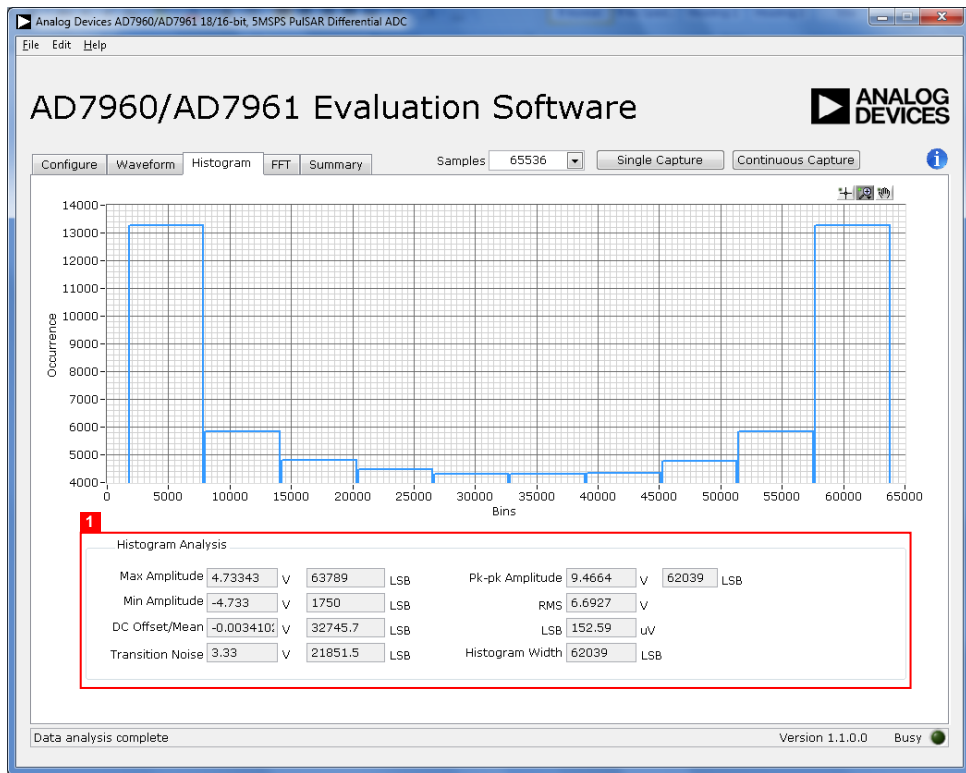 Analog Devices AD7960/AD7961 18/16-bit, 5MSPS PulSAR Differential ADC
File Edit Help
AD7960/AD7961 Evaluation Software
ANALOG
DEVICES
Configure Waveform Histogram FFT Summary Samples 65536 Single Capture Continuous Capture i
14000
13000
12000
11000
10000
9000
8000
7000
6000
5000
4000
Occurrence
0 5000 10000 15000 20000 25000 30000 35000 40000 45000 50000 55000 60000 65000
Bins
1
Histogram Analysis
Max Amplitude 4.73343 V 63789 LSB Pk-pk Amplitude 9.4664 V 62039 LSB
Min Amplitude -4.733 V 1750 LSB RMS 6.6927 V
DC Offset/Mean -0.0034102 V 32745.7 LSB LSB 152.59 uV
Transition Noise 3.33 V 21851.5 LSB Histogram Width 62039 LSB
Data analysis complete Version 1.1.0.0 Busy